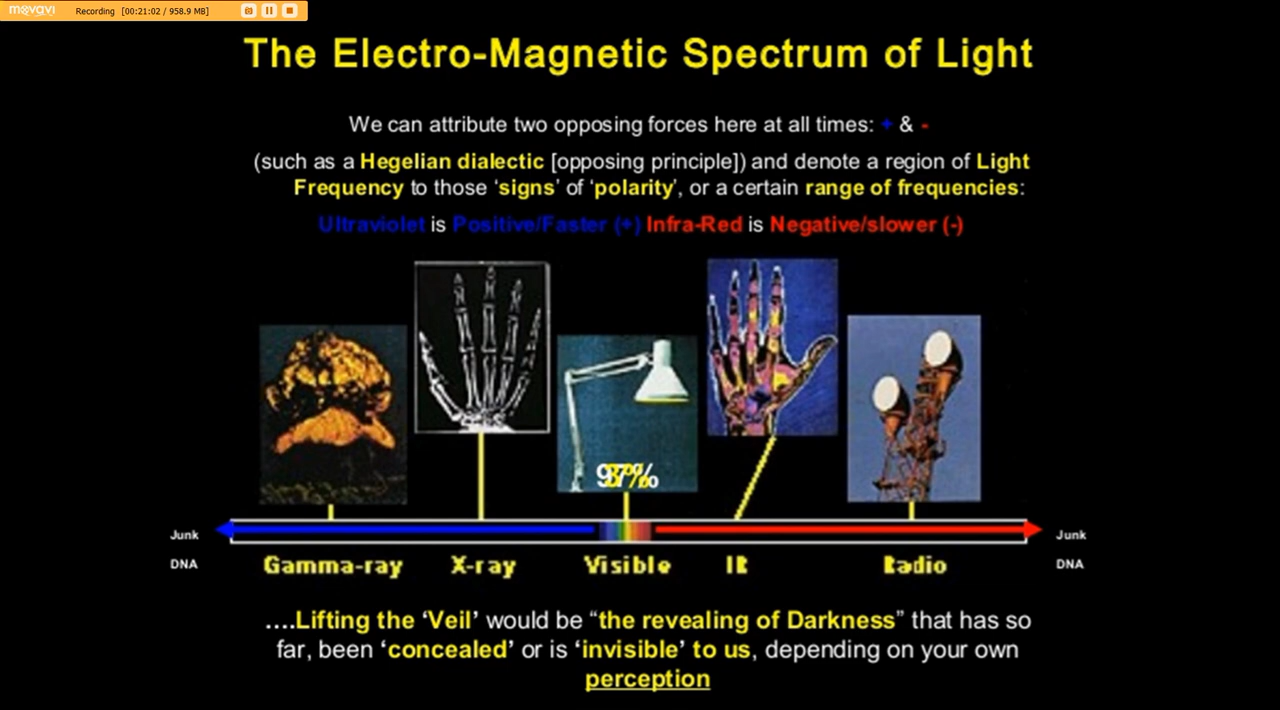 movavi Recording [00:21:02 / 958.9 MB]
The Electro-Magnetic Spectrum of Light
We can attribute two opposing forces here at all times: + & -
(such as a Hegelian dialectic [opposing principle]) and denote a region of Light
Frequency to those ‘signs’ of ‘polarity’, or a certain range of frequencies:
Ultraviolet is Positive/Faster (+) Infra-Red is Negative/slower (-)
Junk
DNA
Gamma-ray X-ray Visible IR Radio
Junk
DNA
….Lifting the ‘Veil’ would be “the revealing of Darkness” that has so
far, been ‘concealed’ or is ‘invisible’ to us, depending on your own
perception